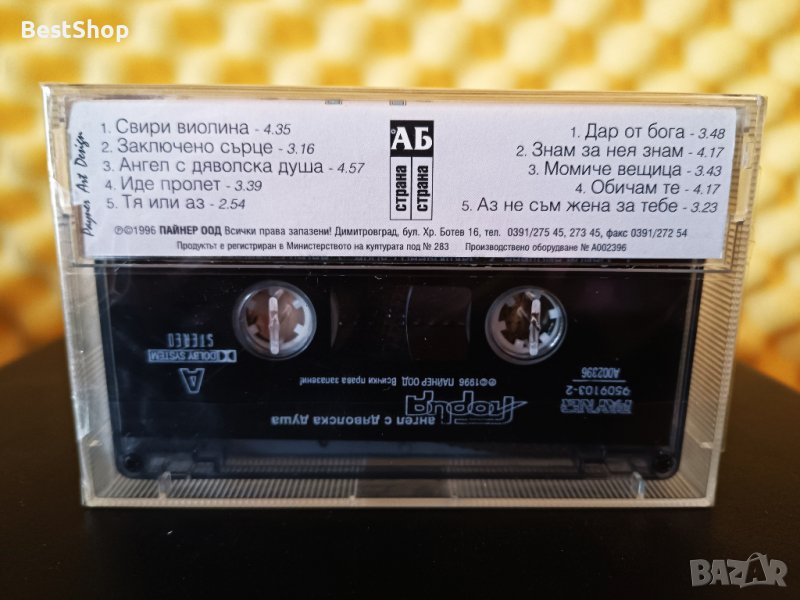 BestShop
Payner Art Design
1. Свири виолина - 4.35
2. Заключено сърце - 3.16
3. Ангел с дяволска душа - 4.57
4. Иде пролет - 3.39
5. Тя или аз - 2.54
АБ
страна
страна
1. Дар от бога - 3.48
2. Знам за нея знам - 4.17
3. Момиче вещица - 3.43
4. Обичам те - 4.17
5. Аз не съм жена за тебе - 3.23
℗©1996 ПАЙНЕР ООД Всички права запазени! Димитровград, бул. Хр. Ботев 16, тел. 0391/275 45, 273 45, факс 0391/272 54
Продуктът е регистриран в Министерството на културата под № 283 Производствено оборудване № А002396
A
DOLBY SYSTEM
STEREO
℗©1996 ПАЙНЕР ООД Всички права запазени!
PAYNER
9509103-2
A002396
Глория
ангел с дяволска душа
BAZAR